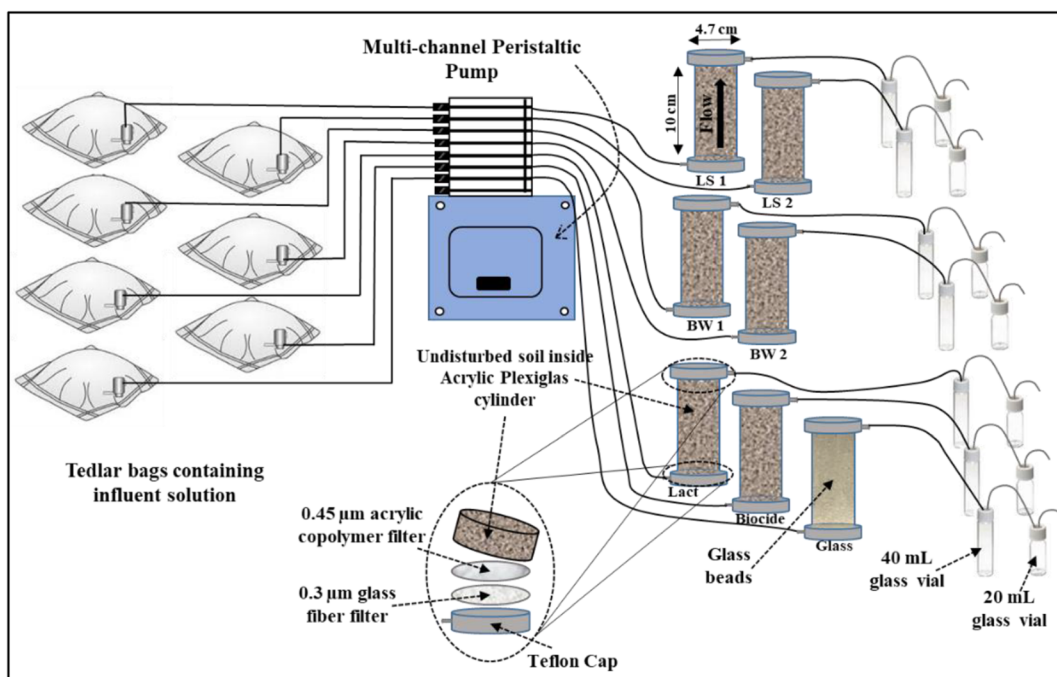 4.7 cm
Multi-channel Peristaltic
Pump
10 cm
Flow
LS 1
LS 2
BW 1
BW 2
Undisturbed soil inside
Acrylic Plexiglas
cylinder
Tedlar bags containing
influent solution
Lact
Biocide
Glass
0.45 µm acrylic
copolymer filter
0.3 µm glass
fiber filter
Teflon Cap
Glass
beads
40 mL
glass vial
20 mL
glass vial